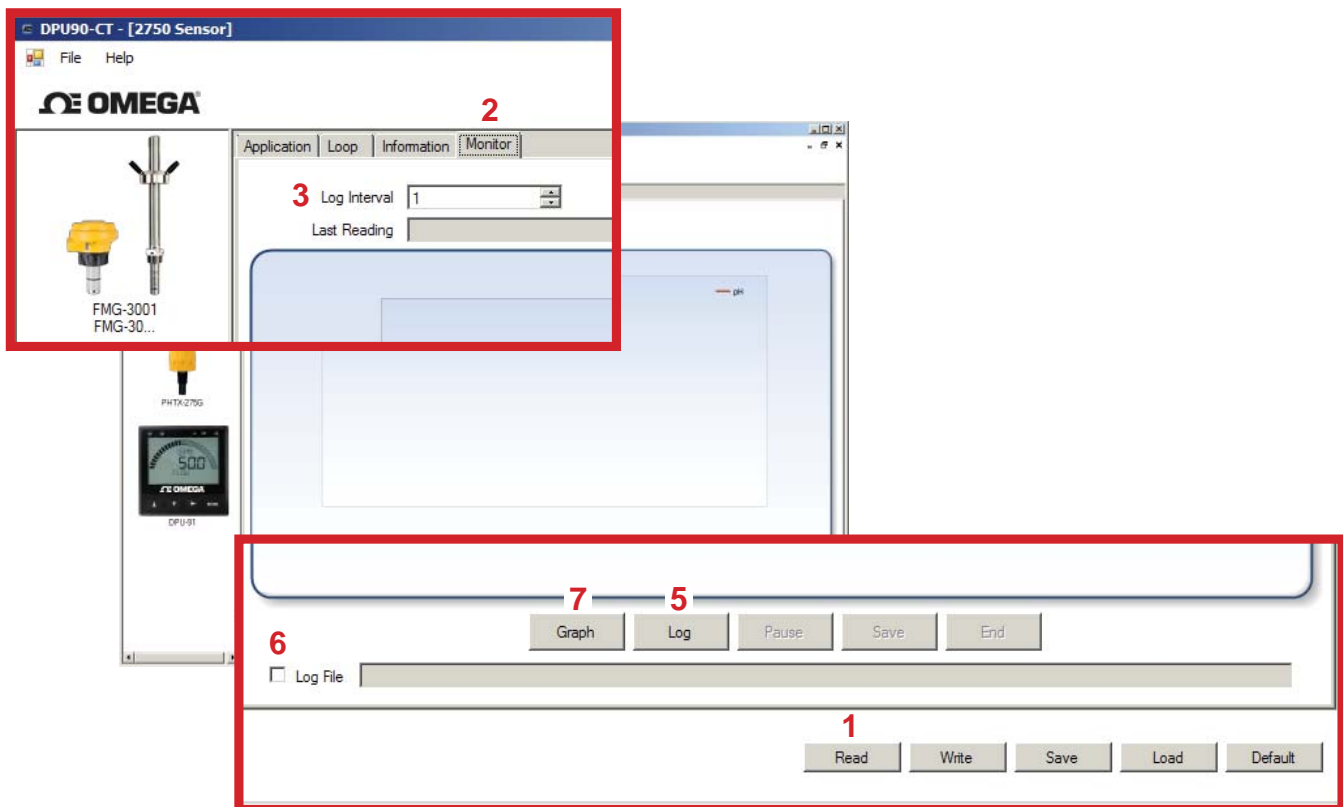 DPU90-CT - [2750 Sensor]
File Help
OMEGA
2
Application Loop Information Monitor
3 Log Interval 1
Last Reading
FMG-3001
FMG-30...
pH
PHTX-275G
50.0
OMEGA
DPU-91
7 5
Graph Log Pause Save End
6
Log File
1
Read Write Save Load Default